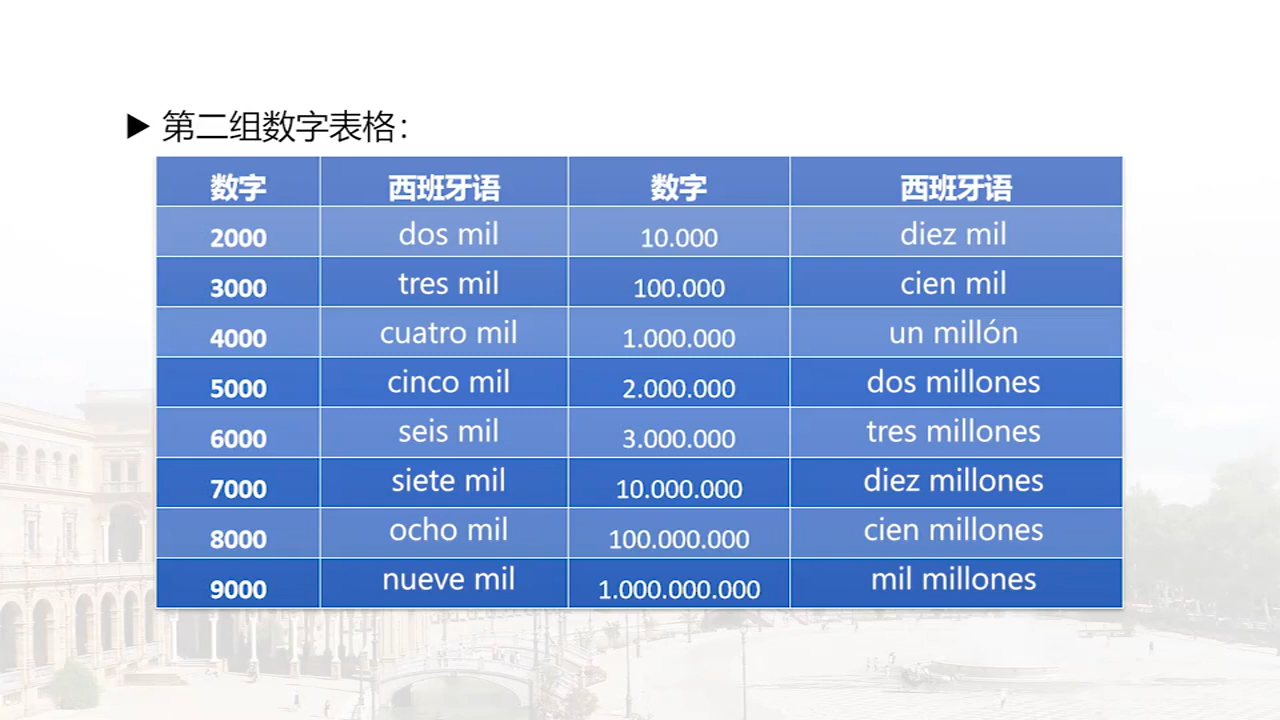 ▶ 第二组数字表格：
数字 西班牙语 数字 西班牙语
2000 dos mil 10.000 diez mil
3000 tres mil 100.000 cien mil
4000 cuatro mil 1.000.000 un millón
5000 cinco mil 2.000.000 dos millones
6000 seis mil 3.000.000 tres millones
7000 siete mil 10.000.000 diez millones
8000 ocho mil 100.000.000 cien millones
9000 nueve mil 1.000.000.000 mil millones